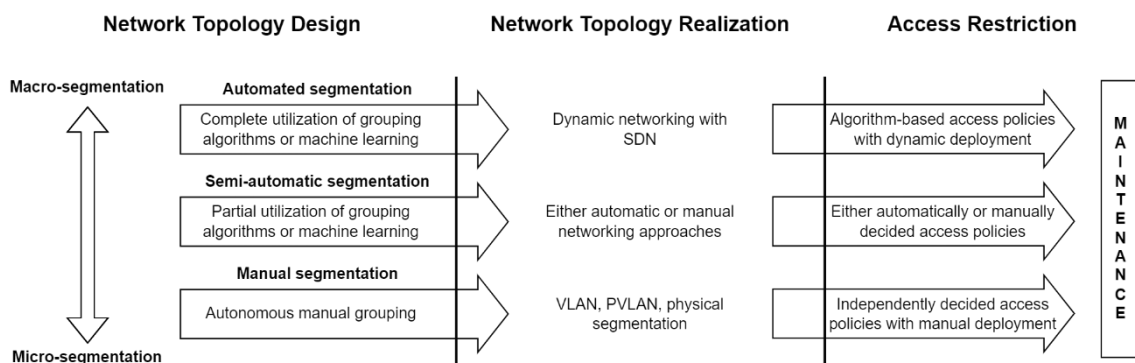 Network Topology Design
Network Topology Realization
Access Restriction
Macro-segmentation
Automated segmentation
Complete utilization of grouping
algorithms or machine learning
Dynamic networking with
SDN
Algorithm-based access policies
with dynamic deployment
Semi-automatic segmentation
Partial utilization of grouping
algorithms or machine learning
Either automatic or manual
networking approaches
Either automatically or manually
decided access policies
Manual segmentation
Autonomous manual grouping
VLAN, PVLAN, physical
segmentation
Independently decided access
policies with manual deployment
Micro-segmentation
MAINTENANCE